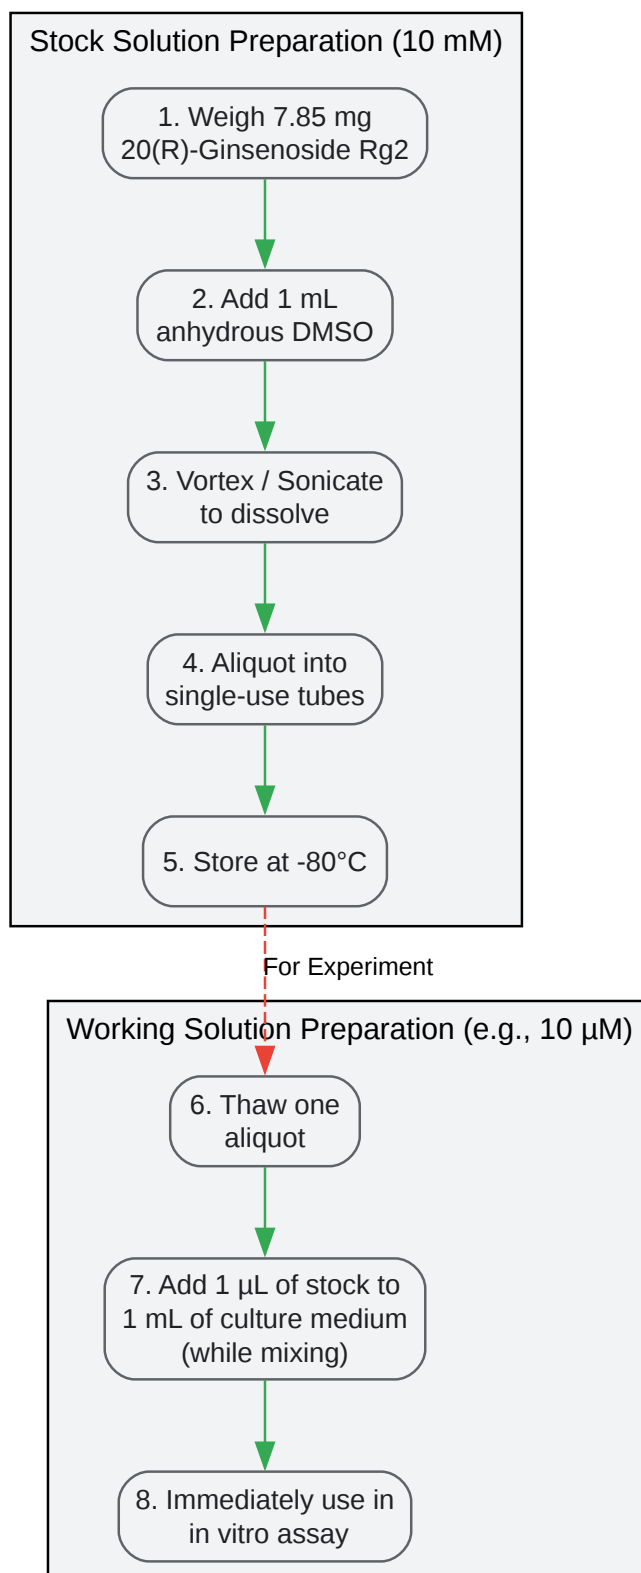 Stock Solution Preparation (10 mM)
1. Weigh 7.85 mg
20(R)-Ginsenoside Rg2
2. Add 1 mL
anhydrous DMSO
3. Vortex / Sonicate
to dissolve
4. Aliquot into
single-use tubes
5. Store at -80°C
For Experiment
Working Solution Preparation (e.g., 10 µM)
6. Thaw one
aliquot
7. Add 1 µL of stock to
1 mL of culture medium
(while mixing)
8. Immediately use in
in vitro assay